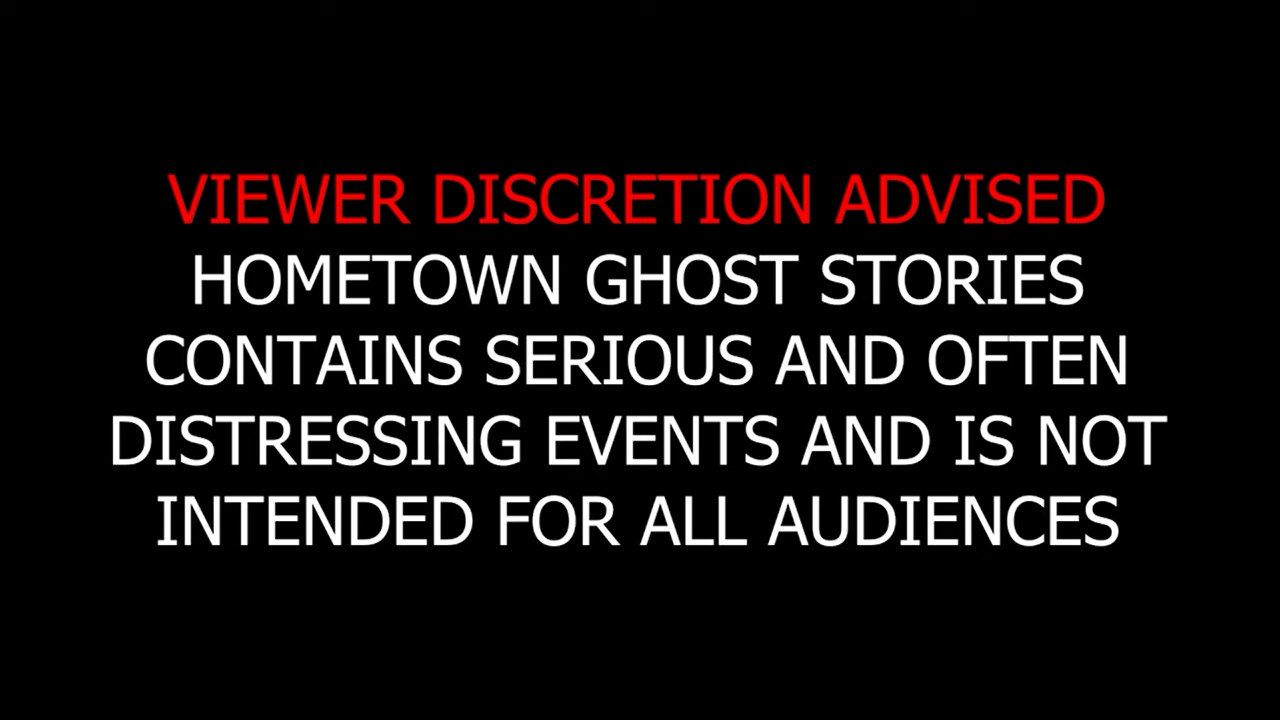 VIEWER DISCRETION ADVISED
HOMETOWN GHOST STORIES
CONTAINS SERIOUS AND OFTEN
DISTRESSING EVENTS AND IS NOT
INTENDED FOR ALL AUDIENCES